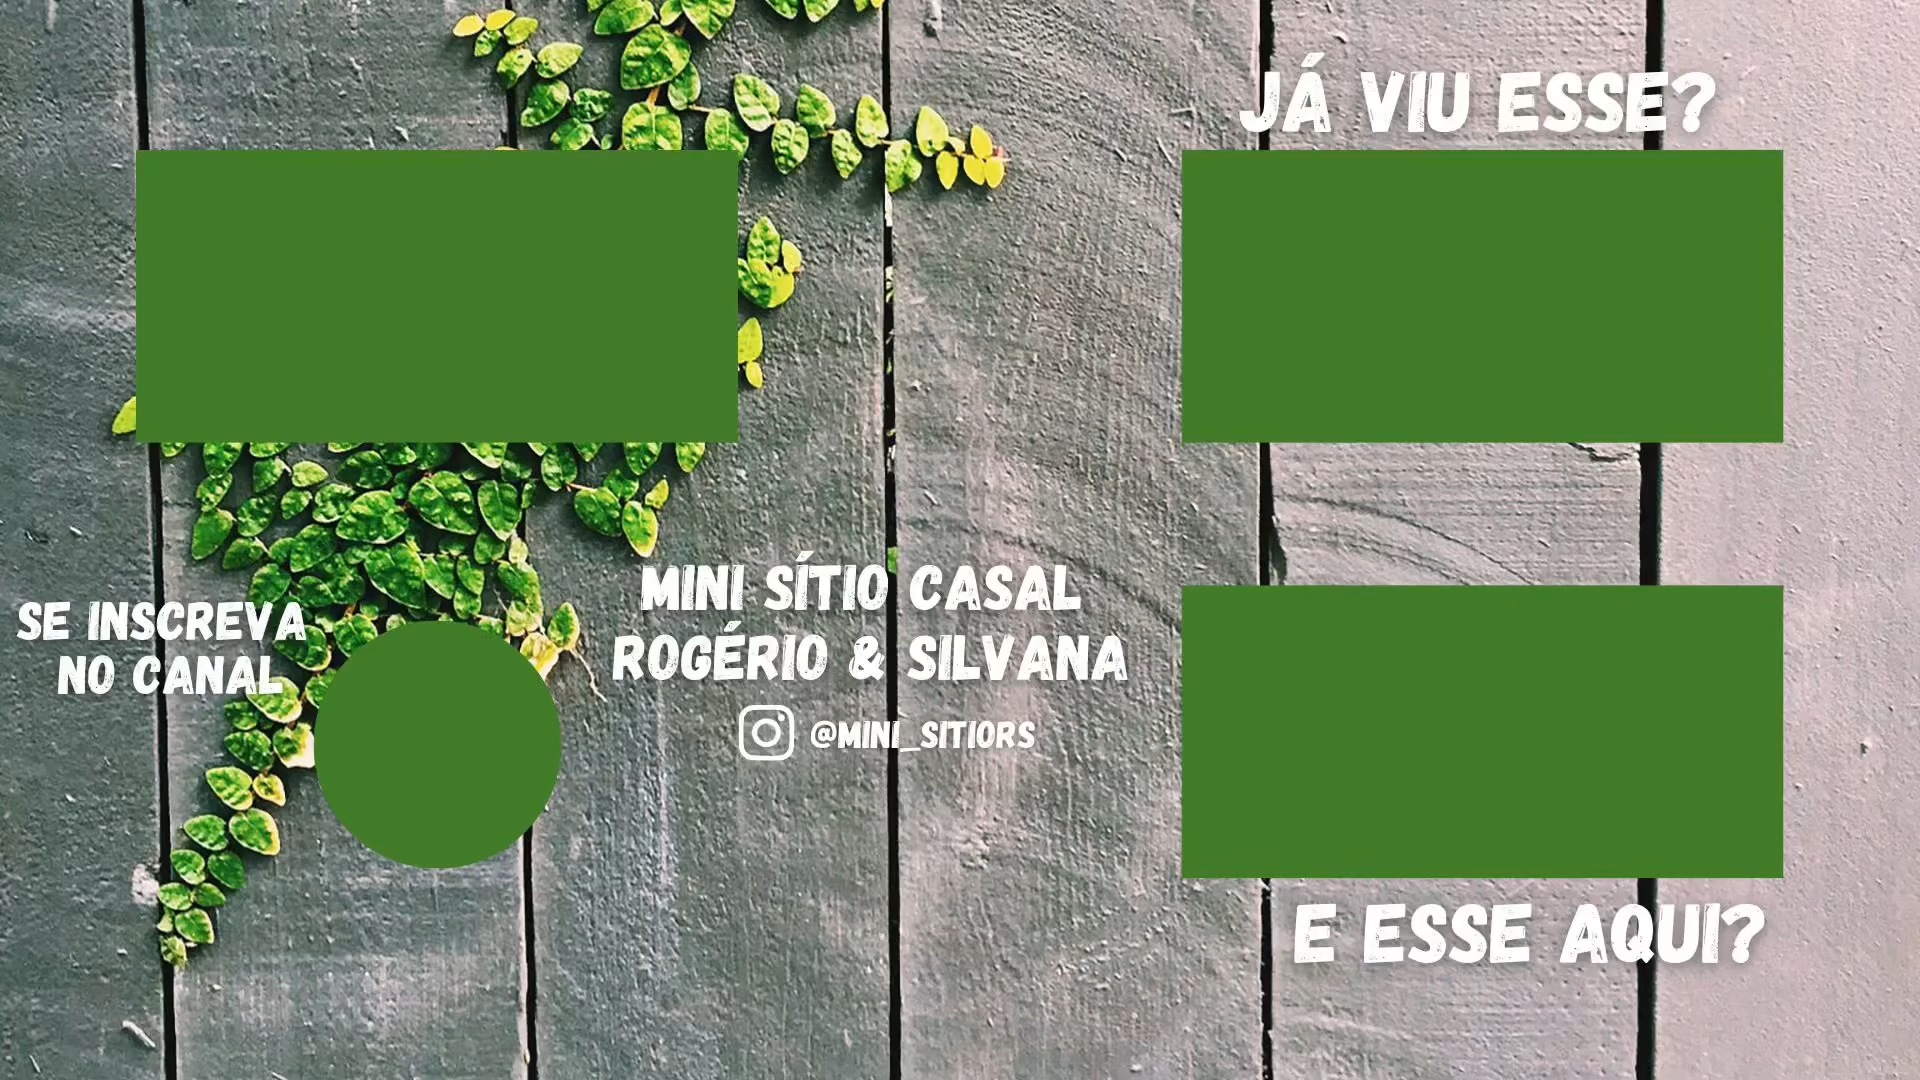 JÁ VIU ESSE?
SE INSCREVA
NO CANAL
MINI SÍTIO CASAL
ROGÉRIO & SILVANA
@MINI_SITIORS
E ESSE AQUI?